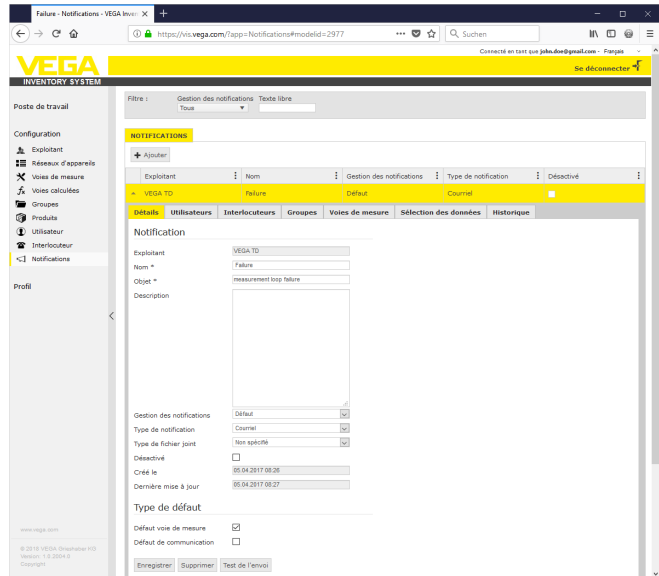 Failure - Notifications - VEGA Inven
https://vis.vega.com/?app=Notifications#modelid=2977
Suchen
Connecté en tant que john.doe@gmail.com - Français
Se déconnecter
VEGA
INVENTORY SYSTEM
Poste de travail
Configuration
Exploitant
Réseaux d'appareils
Voies de mesure
Voies calculées
Groupes
Produits
Utilisateur
Interlocuteur
Notifications
Profil
www.vega.com
Copyright
Filtre :
Gestion des notifications Texte libre
Tous
NOTIFICATIONS
Ajouter
Exploitant Nom Gestion des notifications Type de notification Désactivé
VEGA TD Failure Défaut Courriel
Détails Utilisateurs Interlocuteurs Groupes Voies de mesure Sélection des données Historique
Notification
Exploitant VEGA TD
Nom * Failure
Objet * measurement loop failure
Description
Gestion des notifications Défaut
Type de notification Courriel
Type de fichier joint Non spécifié
Désactivé
Créé le 05.04.2017 08:26
Dernière mise à jour 05.04.2017 08:27
Type de défaut
Défaut voie de mesure
Défaut de communication
Enregistrer Supprimer Test de l'envoi